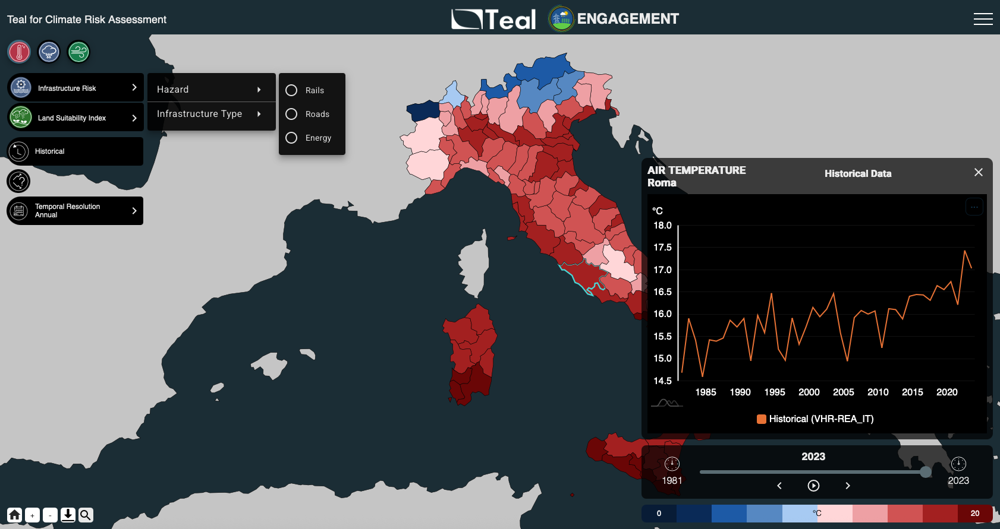 Teal for Climate Risk Assessment
Teal
ENGAGEMENT
Infrastructure Risk
Land Suitability Index
Historical
Temporal Resolution
Annual
Hazard
Infrastructure Type
Rails
Roads
Energy
AIR TEMPERATURE
Roma
Historical Data
...
°C
18.0
17.5
17.0
16.5
16.0
15.5
15.0
14.5
1985 1990 1995 2000 2005 2010 2015 2020
Historical (VHR-REA_IT)
2023
1981
2023
+
-
0
°C
20